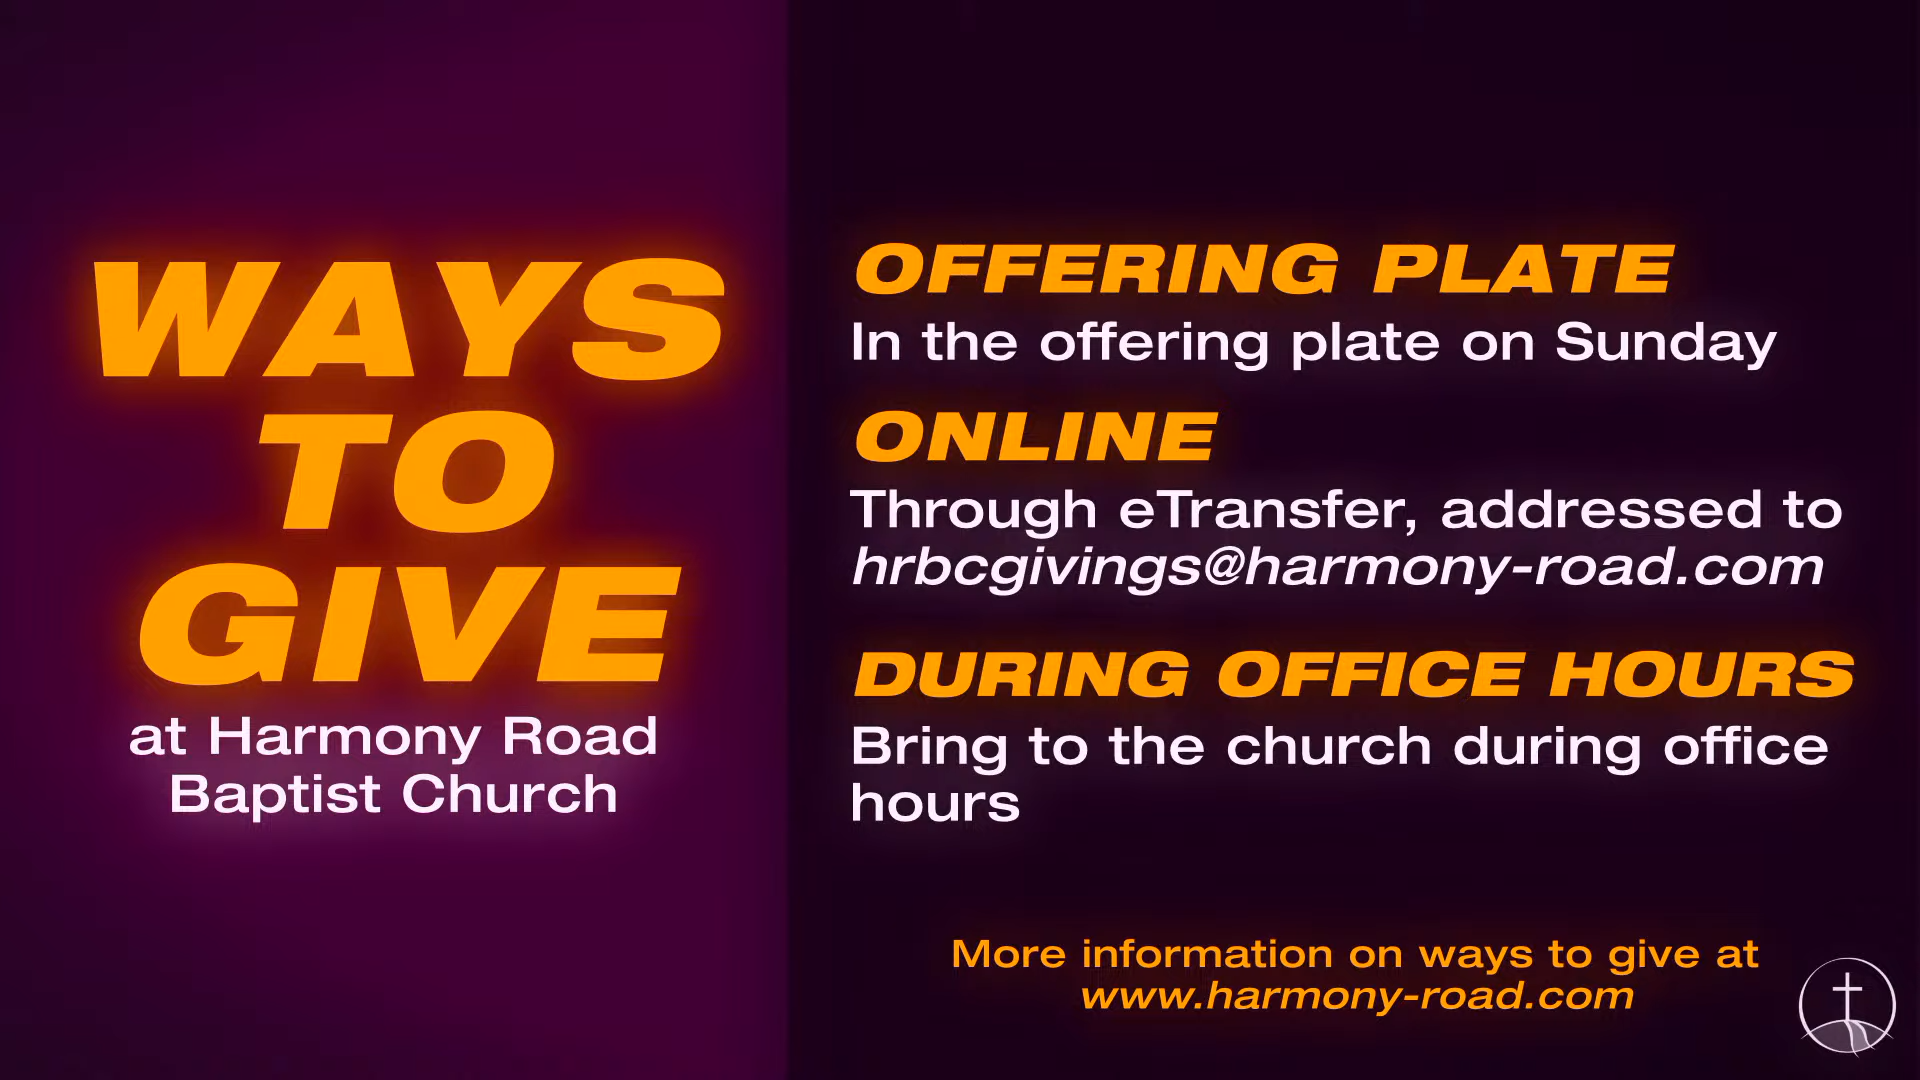 WAYS
TO
GIVE
at Harmony Road
Baptist Church
OFFERING PLATE
In the offering plate on Sunday
ONLINE
Through eTransfer, addressed to
hrbcgivings@harmony-road.com
DURING OFFICE HOURS
Bring to the church during office
hours
More information on ways to give at
www.harmony-road.com